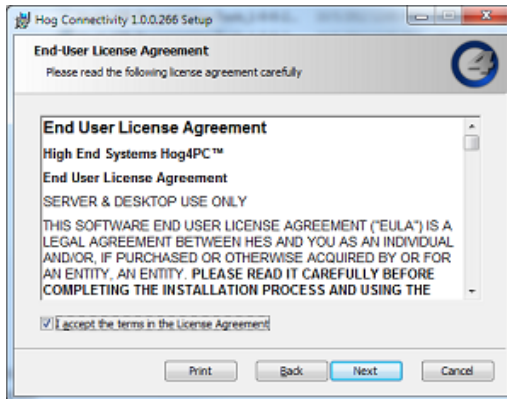 Hog Connectivity 1.0.0.266 Setup
End-User License Agreement
Please read the following license agreement carefully
4
End User License Agreement
High End Systems Hog4PC™
End User License Agreement
SERVER & DESKTOP USE ONLY
THIS SOFTWARE END USER LICENSE AGREEMENT ("EULA") IS A
LEGAL AGREEMENT BETWEEN HES AND YOU AS AN INDIVIDUAL
AND/OR, IF PURCHASED OR OTHERWISE ACQUIRED BY OR FOR
AN ENTITY, AN ENTITY. PLEASE READ IT CAREFULLY BEFORE
COMPLETING THE INSTALLATION PROCESS AND USING THE
I accept the terms in the License Agreement
Print Back Next Cancel